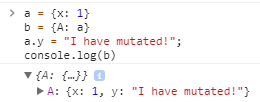 > a = {x: 1}
b = {A: a}
a.y = "I have mutated!";
console.log(b)
▼{A: {…}} i
▶ A: {x: 1, y: "I have mutated!"}